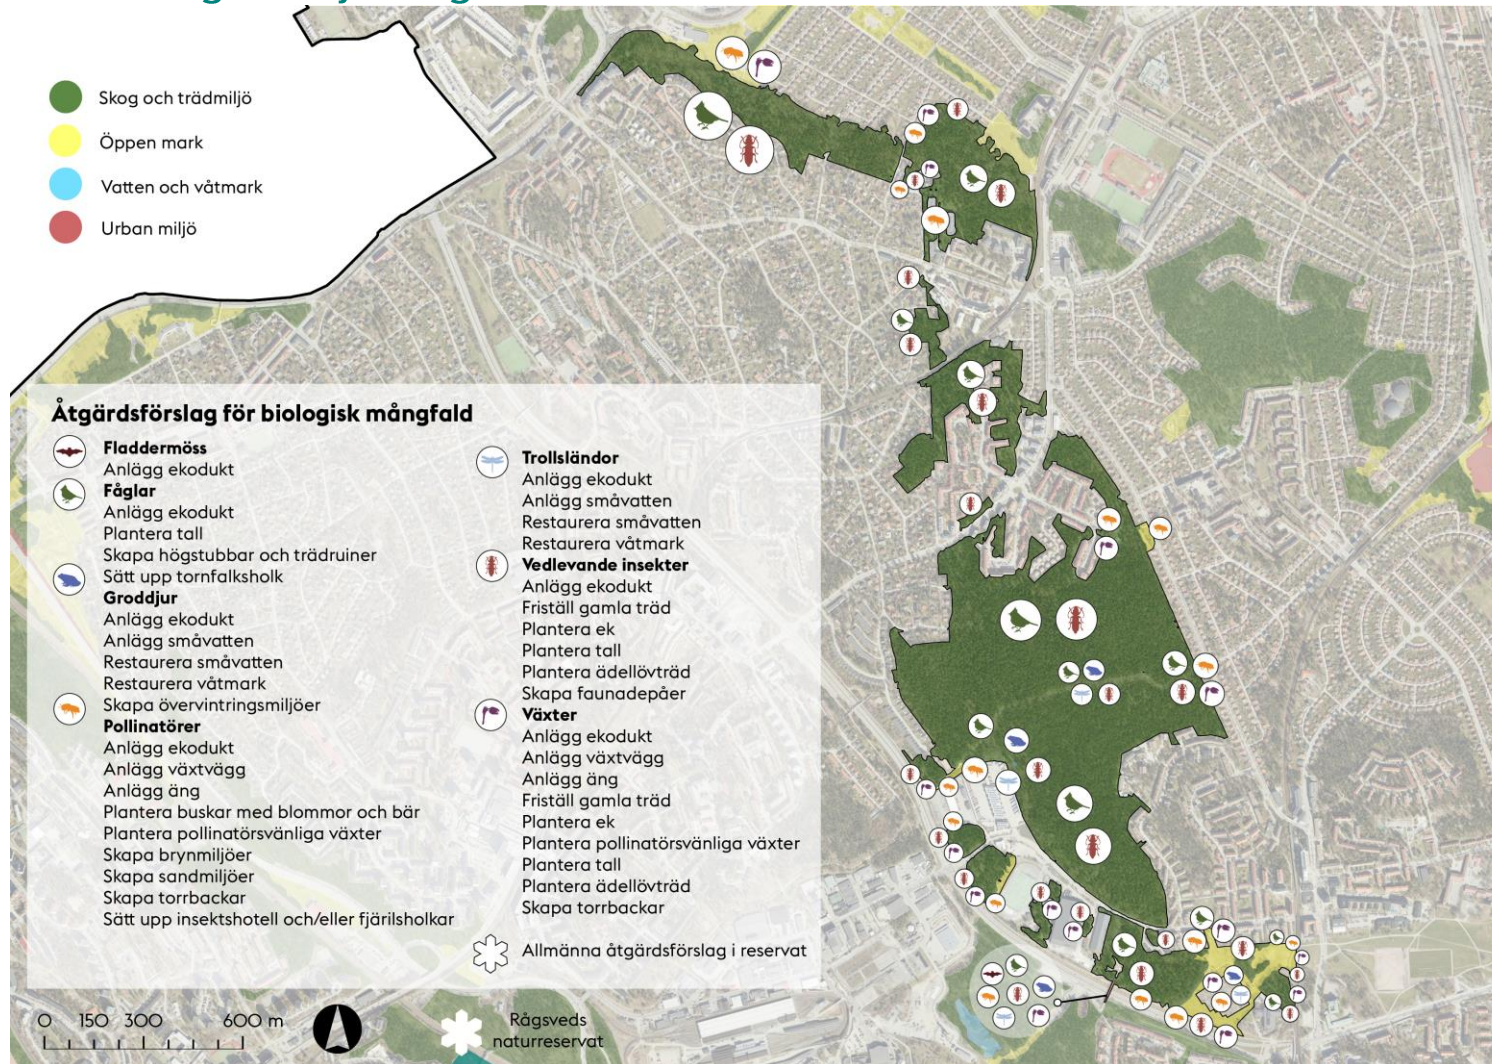 Skog och trädmiljö
Öppen mark
Vatten och våtmark
Urban miljö
Åtgärdsförslag för biologisk mångfald
Fladdermöss
Anlägg ekodukt
Fåglar
Anlägg ekodukt
Plantera tall
Skapa högstubbar och trädruiner
Sätt upp tornfalksholk
Groddjur
Anlägg ekodukt
Anlägg småvatten
Restaurera småvatten
Restaurera våtmark
Skapa övervintringsmiljöer
Pollinatörer
Anlägg ekodukt
Anlägg växtvägg
Anlägg äng
Plantera buskar med blommor och bär
Plantera pollinatörsvänliga växter
Skapa brynmiljöer
Skapa sandmiljöer
Skapa torrbackar
Sätt upp insektshotell och/eller fjärilsholkar
Trollsländor
Anlägg ekodukt
Anlägg småvatten
Restaurera småvatten
Restaurera våtmark
Vedlevande insekter
Anlägg ekodukt
Friställ gamla träd
Plantera ek
Plantera tall
Plantera ädellövträd
Skapa faunadepåer
Växter
Anlägg ekodukt
Anlägg växtvägg
Anlägg äng
Friställ gamla träd
Plantera ek
Plantera pollinatörsvänliga växter
Plantera tall
Plantera ädellövträd
Skapa torrbackar
Allmänna åtgärdsförslag i reservat
0 150 300 600 m
Rågsveds
naturreservat